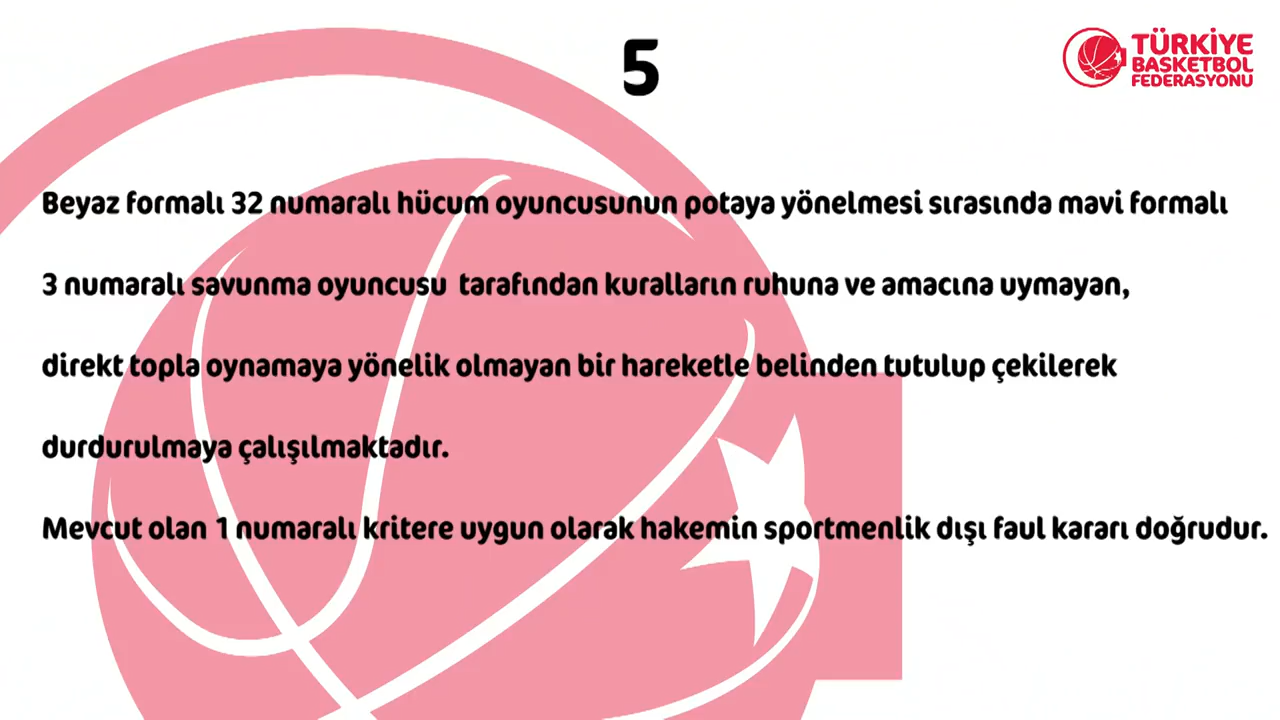 5
TÜRKİYE
BASKETBOL
FEDERASYONU
Beyaz formalı 32 numaralı hücum oyuncusunun potaya yönelmesi sırasında mavi formalı
3 numaralı savunma oyuncusu tarafından kuralların ruhuna ve amacına uymayan,
direkt topla oynamaya yönelik olmayan bir hareketle belinden tutulup çekilerek
durdurulmaya çalışılmaktadır.
Mevcut olan 1 numaralı kritere uygun olarak hakemin sportmenlik dışı faul kararı doğrudur.